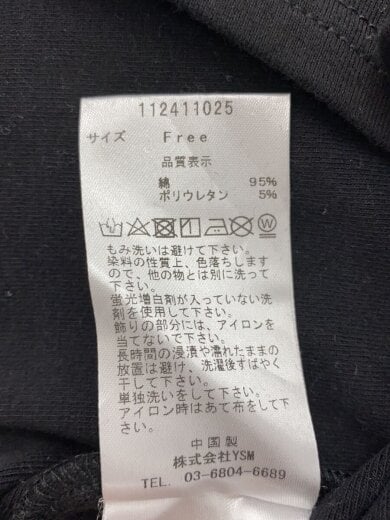 112411025
サイズ Free
品質表示
綿 95%
ポリウレタン 5%
もみ洗いは避けて下さい。
染料の性質上、色落ちします
ので、他の物とは別に洗って
下さい。
蛍光増白剤が入っていない洗
剤を使用して下さい。
飾りの部分には、アイロンを
当てないで下さい。
長時間の浸漬や濡れたままの
放置は避け、洗濯後すばやく
干して下さい。
単独洗いをして下さい。
アイロン時はあて布をして下さ
い。
中国製
株式会社YSM
TEL. 03-6804-6689